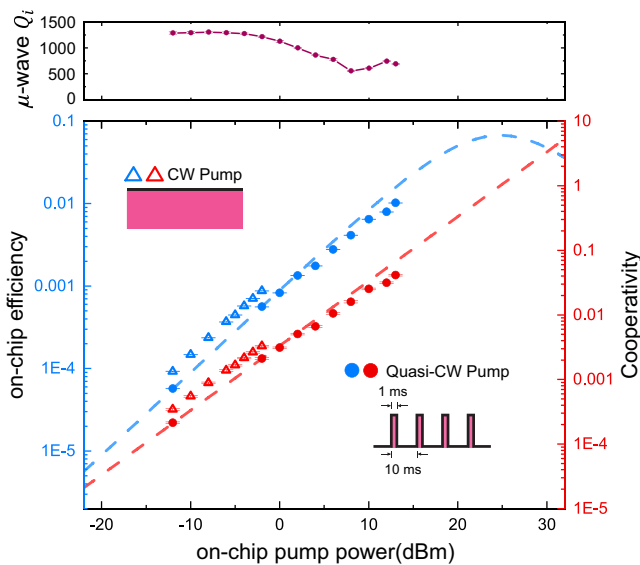 1500
1000
500
0
μ-wave Qi
0.1
0.01
0.001
1E-4
1E-5
on-chip efficiency
10
1
0.1
0.01
0.001
1E-4
1E-5
Cooperativity
CW Pump
Quasi-CW Pump
1 ms
10 ms
-20 -10 0 10 20 30
on-chip pump power(dBm)